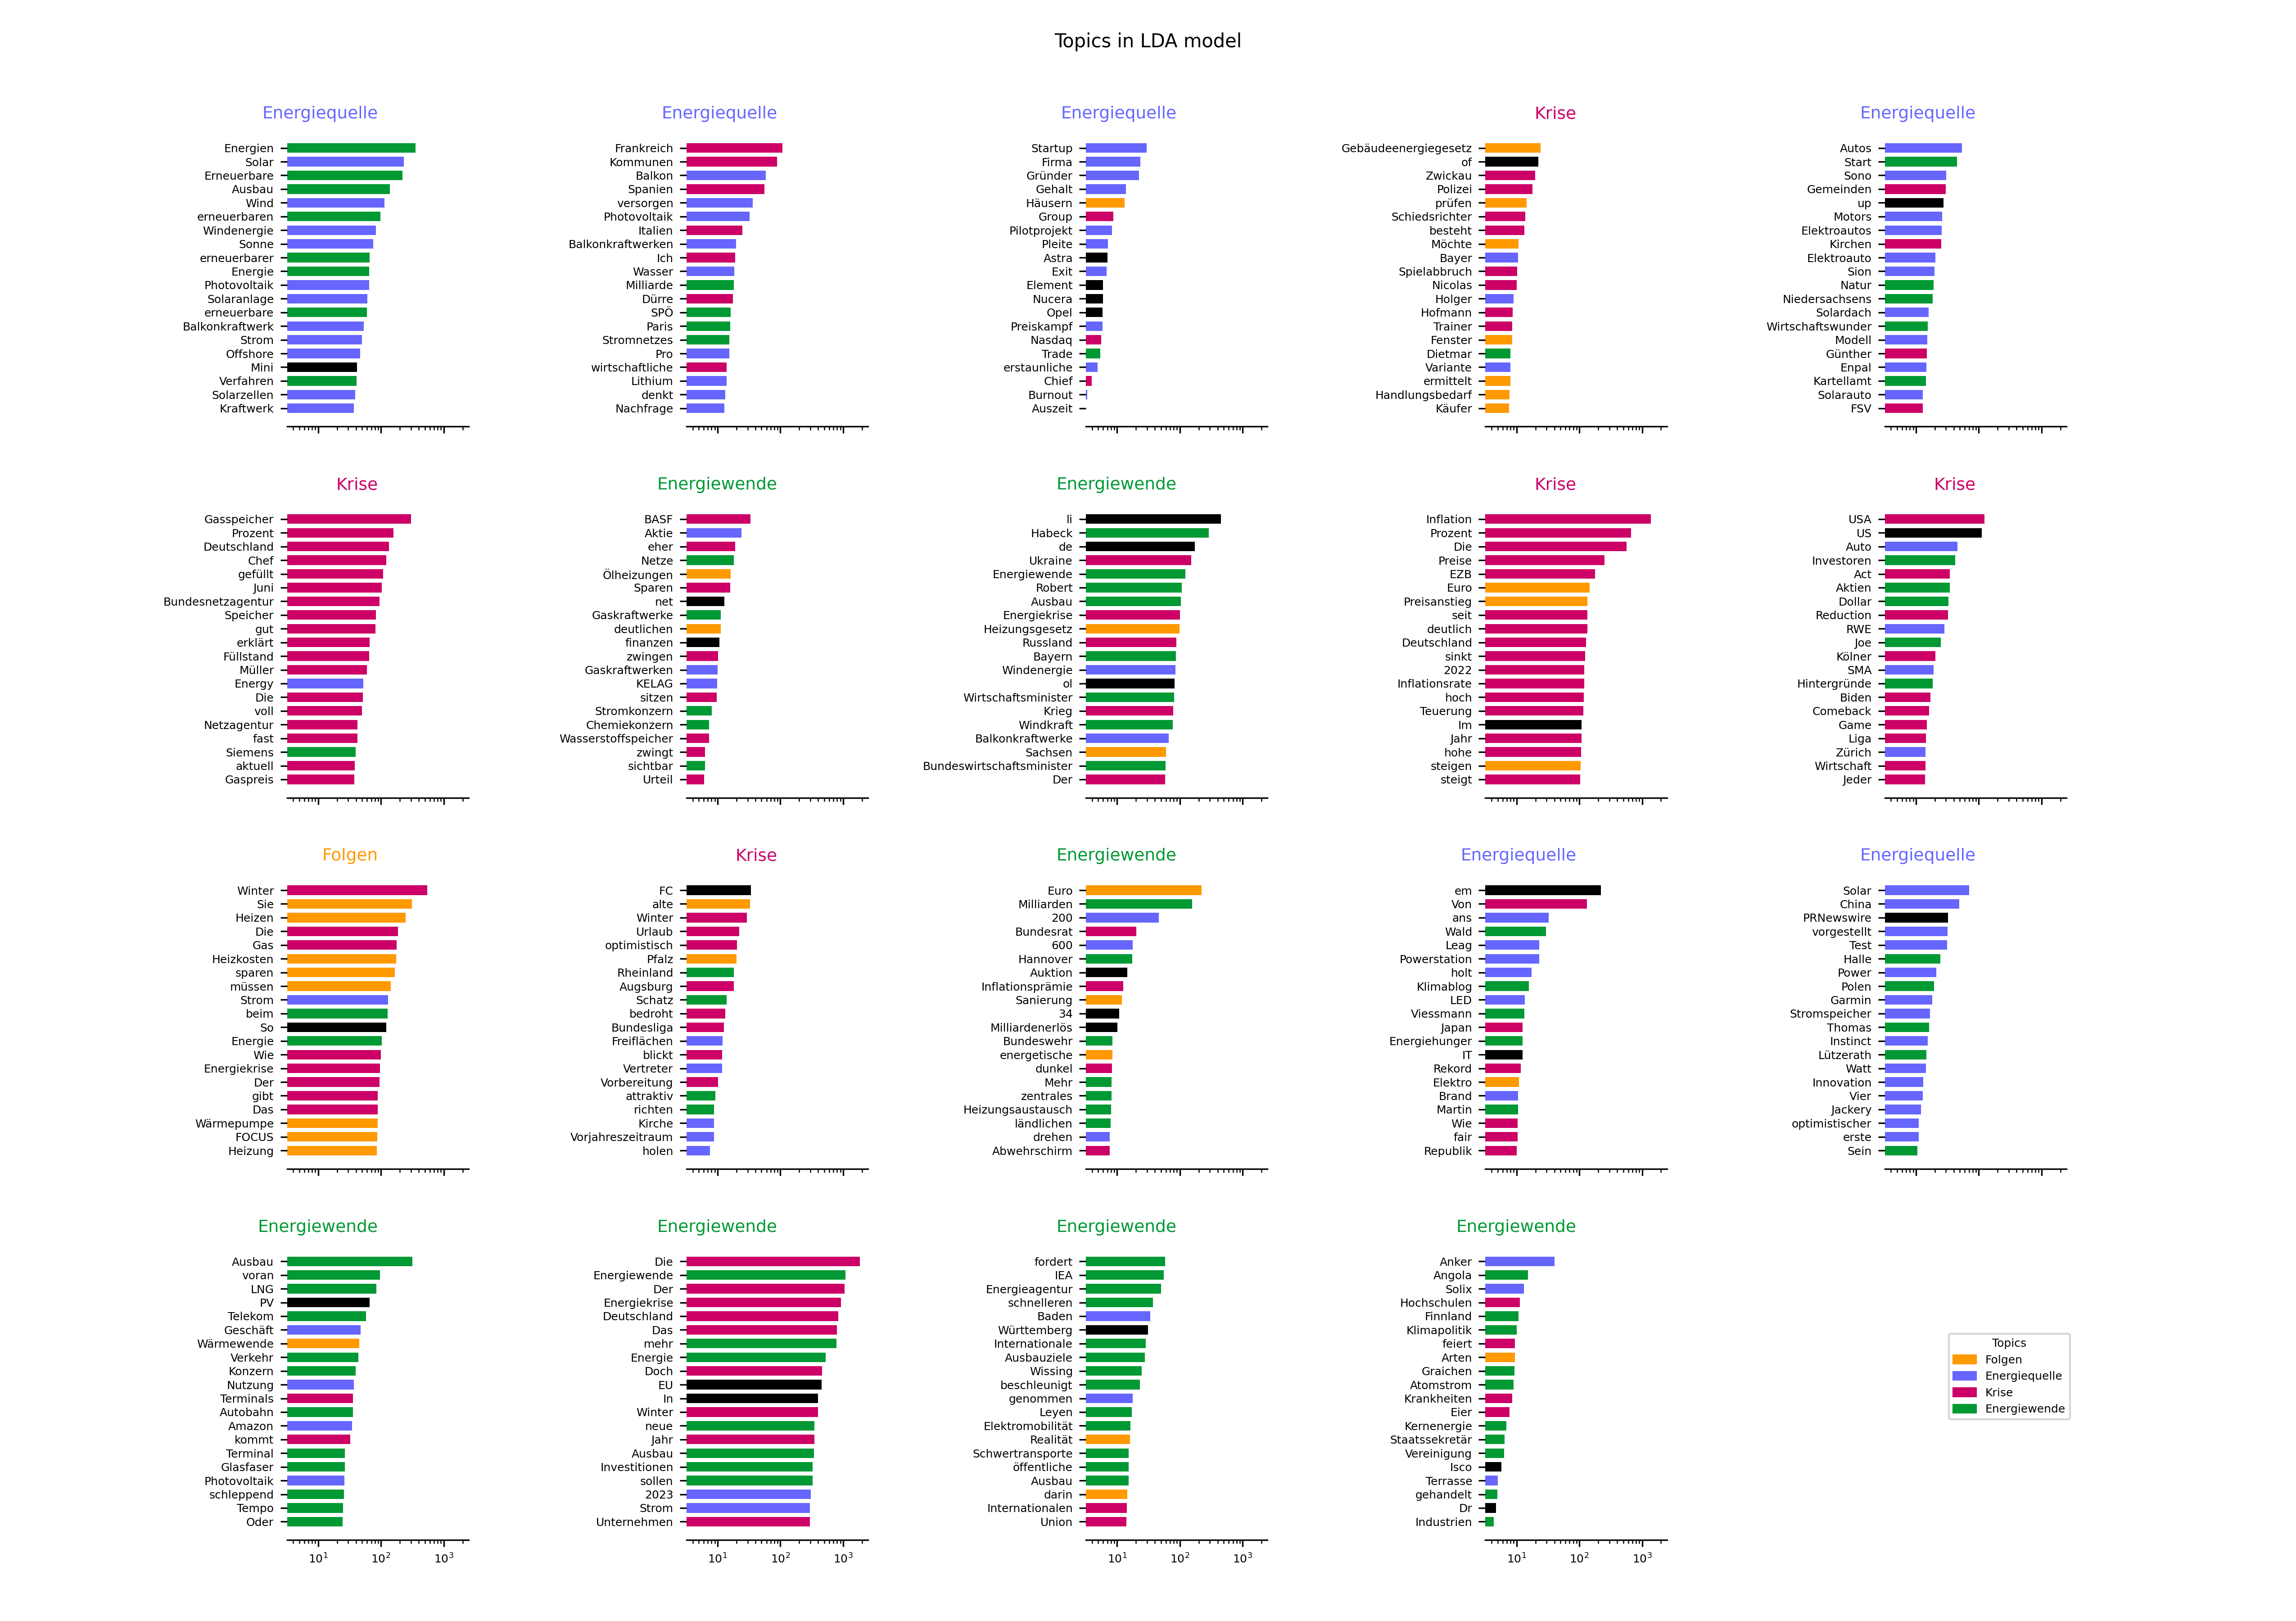 Topics in LDA model
Energiequelle
Energien
Solar
Erneuerbare
Ausbau
Wind
erneuerbaren
Windenergie
Sonne
erneuerbarer
Energie
Photovoltaik
Solaranlage
erneuerbare
Balkonkraftwerk
Strom
Offshore
Mini
Verfahren
Solarzellen
Kraftwerk
Energiequelle
Frankreich
Kommunen
Balkon
Spanien
versorgen
Photovoltaik
Italien
Balkonkraftwerken
Ich
Wasser
Milliarde
Dürre
SPÖ
Paris
Stromnetzes
Pro
wirtschaftliche
Lithium
denkt
Nachfrage
Energiequelle
Startup
Firma
Gründer
Gehalt
Häusern
Group
Pilotprojekt
Pleite
Astra
Exit
Element
Nucera
Opel
Preiskampf
Nasdaq
Trade
erstaunliche
Chief
Burnout
Auszeit
Krise
Gebäudeenergiegesetz
of
Zwickau
Polizei
prüfen
Schiedsrichter
besteht
Möchte
Bayer
Spielabbruch
Nicolas
Holger
Hofmann
Trainer
Fenster
Dietmar
Variante
ermittelt
Handlungsbedarf
Käufer
Energiequelle
Autos
Start
Sono
Gemeinden
up
Motors
Elektroautos
Kirchen
Elektroauto
Sion
Natur
Niedersachsens
Solardach
Wirtschaftswunder
Modell
Günther
Enpal
Kartellamt
Solarauto
FSV
Krise
Gasspeicher
Prozent
Deutschland
Chef
gefüllt
Juni
Bundesnetzagentur
Speicher
gut
erklärt
Füllstand
Müller
Energy
Die
voll
Netzagentur
fast
Siemens
aktuell
Gaspreis
Energiewende
BASF
Aktie
eher
Netze
Ölheizungen
Sparen
net
Gaskraftwerke
deutlichen
finanzen
zwingen
Gaskraftwerken
KELAG
sitzen
Stromkonzern
Chemiekonzern
Wasserstoffspeicher
zwingt
sichtbar
Urteil
Energiewende
li
Habeck
de
Ukraine
Energiewende
Robert
Ausbau
Energiekrise
Heizungsgesetz
Russland
Bayern
Windenergie
ol
Wirtschaftsminister
Krieg
Windkraft
Balkonkraftwerke
Sachsen
Bundeswirtschaftsminister
Der
Krise
Inflation
Prozent
Die
Preise
EZB
Euro
Preisanstieg
seit
deutlich
Deutschland
sinkt
2022
Inflationsrate
hoch
Teuerung
Im
Jahr
hohe
steigen
steigt
Krise
USA
US
Auto
Investoren
Act
Aktien
Dollar
Reduction
RWE
Joe
Kölner
SMA
Hintergründe
Biden
Comeback
Game
Liga
Zürich
Wirtschaft
Jeder
Folgen
Winter
Sie
Heizen
Die
Gas
Heizkosten
sparen
müssen
Strom
beim
So
Energie
Wie
Energiekrise
Der
gibt
Das
Wärmepumpe
FOCUS
Heizung
Krise
FC
alte
Winter
Urlaub
optimistisch
Pfalz
Rheinland
Augsburg
Schatz
bedroht
Bundesliga
Freiflächen
blickt
Vertreter
Vorbereitung
attraktiv
richten
Kirche
Vorjahreszeitraum
holen
Energiewende
Euro
Milliarden
200
Bundesrat
600
Hannover
Auktion
Inflationsprämie
Sanierung
34
Milliardenerlös
Bundeswehr
energetische
dunkel
Mehr
zentrales
Heizungsaustausch
ländlichen
drehen
Abwehrschirm
Energiequelle
em
Von
ans
Wald
Leag
Powerstation
holt
Klimablog
LED
Viessmann
Japan
Energiehunger
IT
Rekord
Elektro
Brand
Martin
Wie
fair
Republik
Energiequelle
Solar
China
PRNewswire
vorgestellt
Test
Halle
Power
Polen
Garmin
Stromspeicher
Thomas
Instinct
Lützerath
Watt
Innovation
Vier
Jackery
optimistischer
erste
Sein
Energiewende
Ausbau
voran
LNG
PV
Telekom
Geschäft
Wärmewende
Verkehr
Konzern
Nutzung
Terminals
Autobahn
Amazon
kommt
Terminal
Glasfaser
Photovoltaik
schleppend
Tempo
Oder
10¹ 10² 10³
Energiewende
Die
Energiewende
Der
Energiekrise
Deutschland
Das
mehr
Energie
Doch
EU
In
Winter
neue
Jahr
Ausbau
Investitionen
sollen
2023
Strom
Unternehmen
10¹ 10² 10³
Energiewende
fordert
IEA
Energieagentur
schnelleren
Baden
Württemberg
Internationale
Ausbauziele
Wissing
beschleunigt
genommen
Leyen
Elektromobilität
Realität
Schwertransporte
öffentliche
Ausbau
darin
Internationalen
Union
10¹ 10² 10³
Energiewende
Anker
Angola
Solix
Hochschulen
Finnland
Klimapolitik
feiert
Arten
Graichen
Atomstrom
Krankheiten
Eier
Kernenergie
Staatssekretär
Vereinigung
Isco
Terrasse
gehandelt
Dr
Industrien
10¹ 10² 10³
Topics
Folgen
Energiequelle
Krise
Energiewende